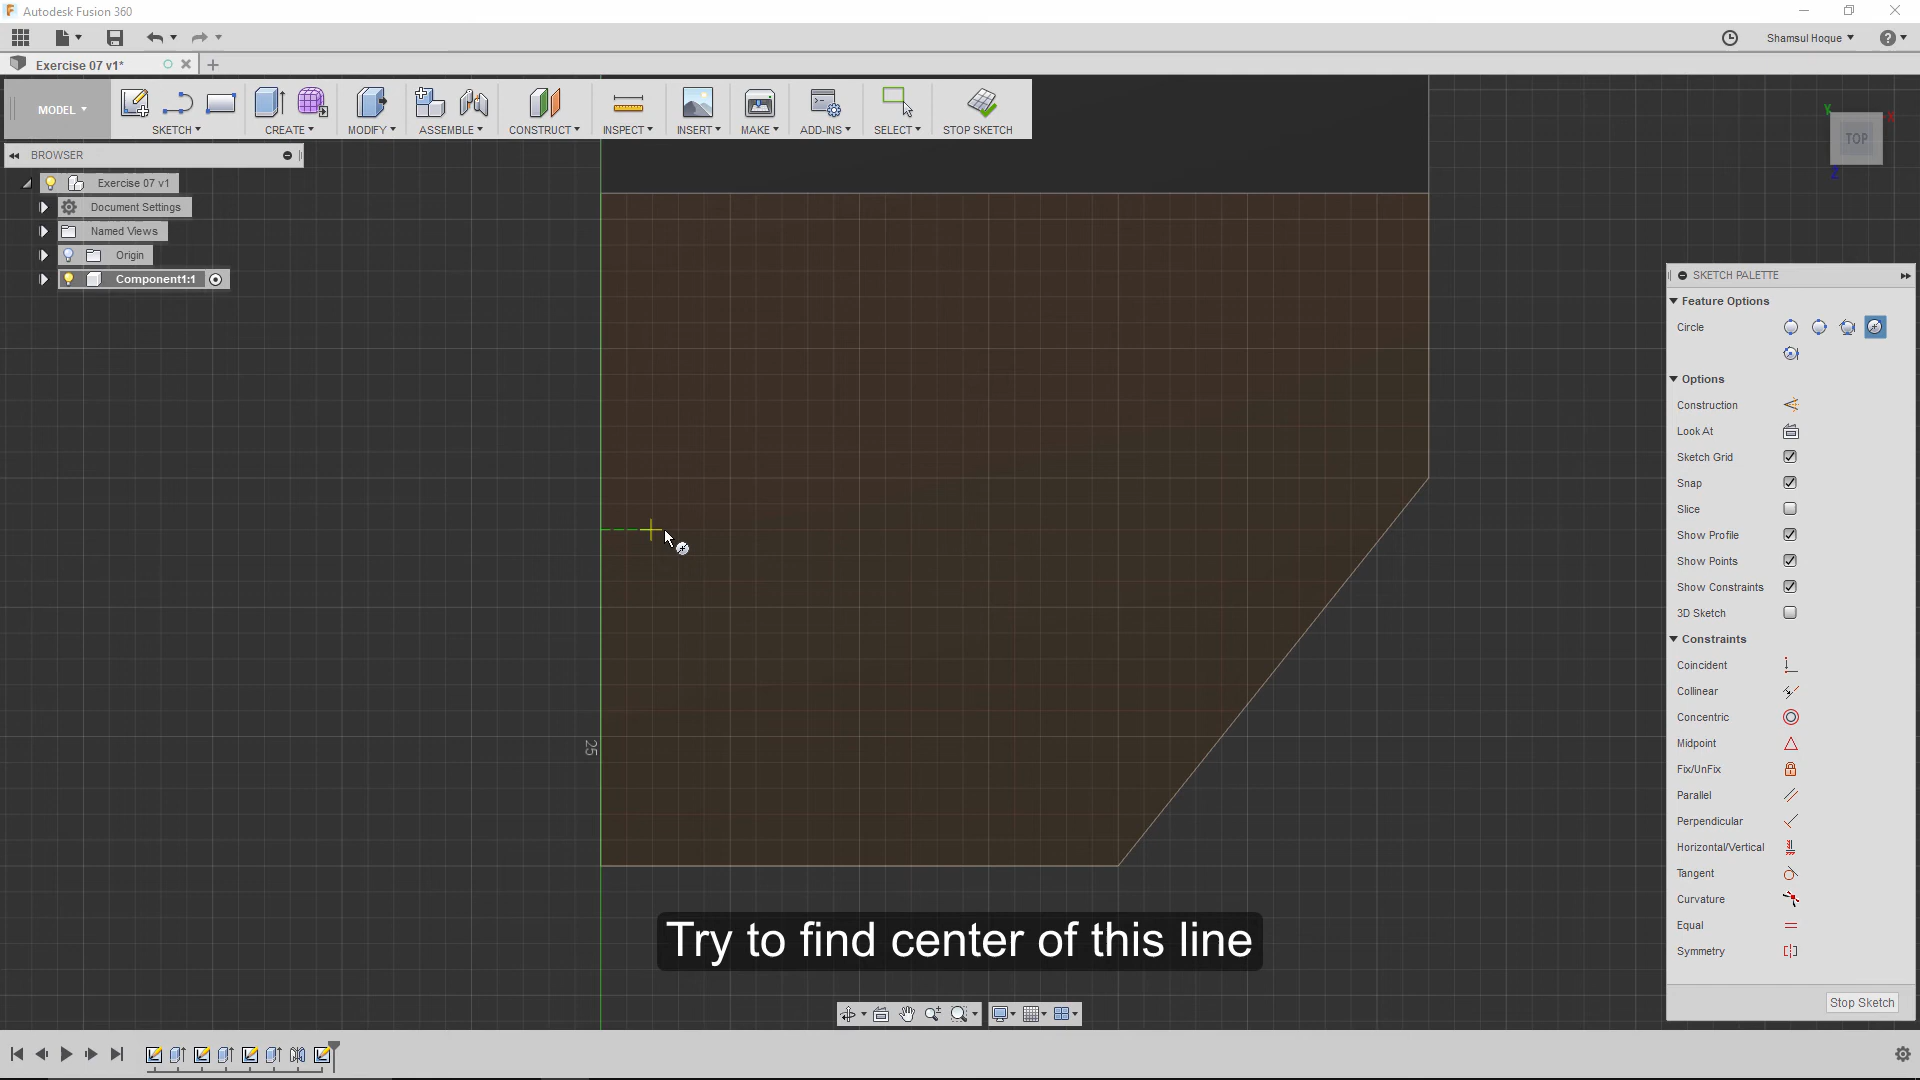 Autodesk Fusion 360
Shamsul Hoque
Exercise 07 v1*
MODEL
SKETCH
CREATE
MODIFY
ASSEMBLE
CONSTRUCT
INSPECT
INSERT
MAKE
ADD-INS
SELECT
STOP SKETCH
Y
X
TOP
Z
BROWSER
Exercise 07 v1
Document Settings
Named Views
Origin
Component1:1
SKETCH PALETTE
Feature Options
Circle
Options
Construction
Look At
Sketch Grid
Snap
Slice
Show Profile
Show Points
Show Constraints
3D Sketch
Constraints
Coincident
Collinear
Concentric
Midpoint
Fix/UnFix
Parallel
Perpendicular
Horizontal/Vertical
Tangent
Curvature
Equal
Symmetry
Stop Sketch
25
Try to find center of this line